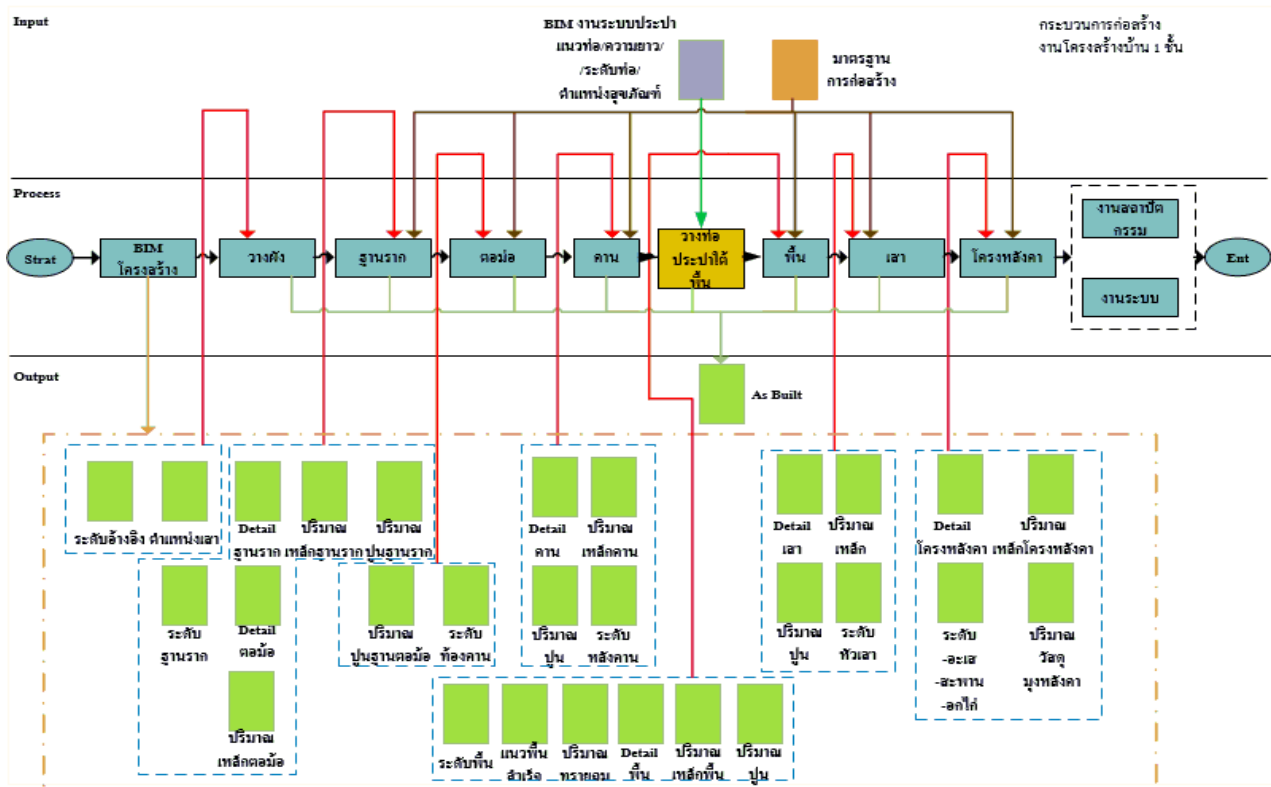 Input
BIM งานระบบประปา
แนวท่อ/ความยาว/
/ระดับท่อ/
ตำแหน่งสุขภัณฑ์
มาตรฐาน
การก่อสร้าง
กระบวนการก่อสร้าง
งานโครงสร้างบ้าน 1 ชั้น
Process
Strat
BIM
โครงสร้าง
วางผัง
ฐานราก
ตอม่อ
คาน
วางท่อ
ประปาใต้
พื้น
พื้น
เสา
โครงหลังคา
งานสถาปัต
กรรม
งานระบบ
Ent
Output
As Built
ระดับอ้างอิง
ตำแหน่งเสา
Detail
ฐานราก
ปริมาณ
เหล็กฐานราก
ปริมาณ
ปูนฐานราก
ระดับ
ฐานราก
Detail
ตอม้อ
ปริมาณ
เหล็กตอม้อ
ปริมาณ
ปูนฐานตอม้อ
ระดับ
ท้องคาน
Detail
คาน
ปริมาณ
เหล็กคาน
ปริมาณ
ปูน
ระดับ
หลังคาน
ระดับพื้น
แนวพื้น
สำเร็จ
ปริมาณ
ทรายถม
Detail
พื้น
ปริมาณ
เหล็กพื้น
ปริมาณ
ปูน
Detail
เสา
ปริมาณ
เหล็ก
ปริมาณ
ปูน
ระดับ
หัวเสา
Detail
โครงหลังคา
ปริมาณ
เหล็กโครงหลังคา
ระดับ
-อะเส
-สะพาน
-อกไก่
ปริมาณ
วัสดุ
มุงหลังคา